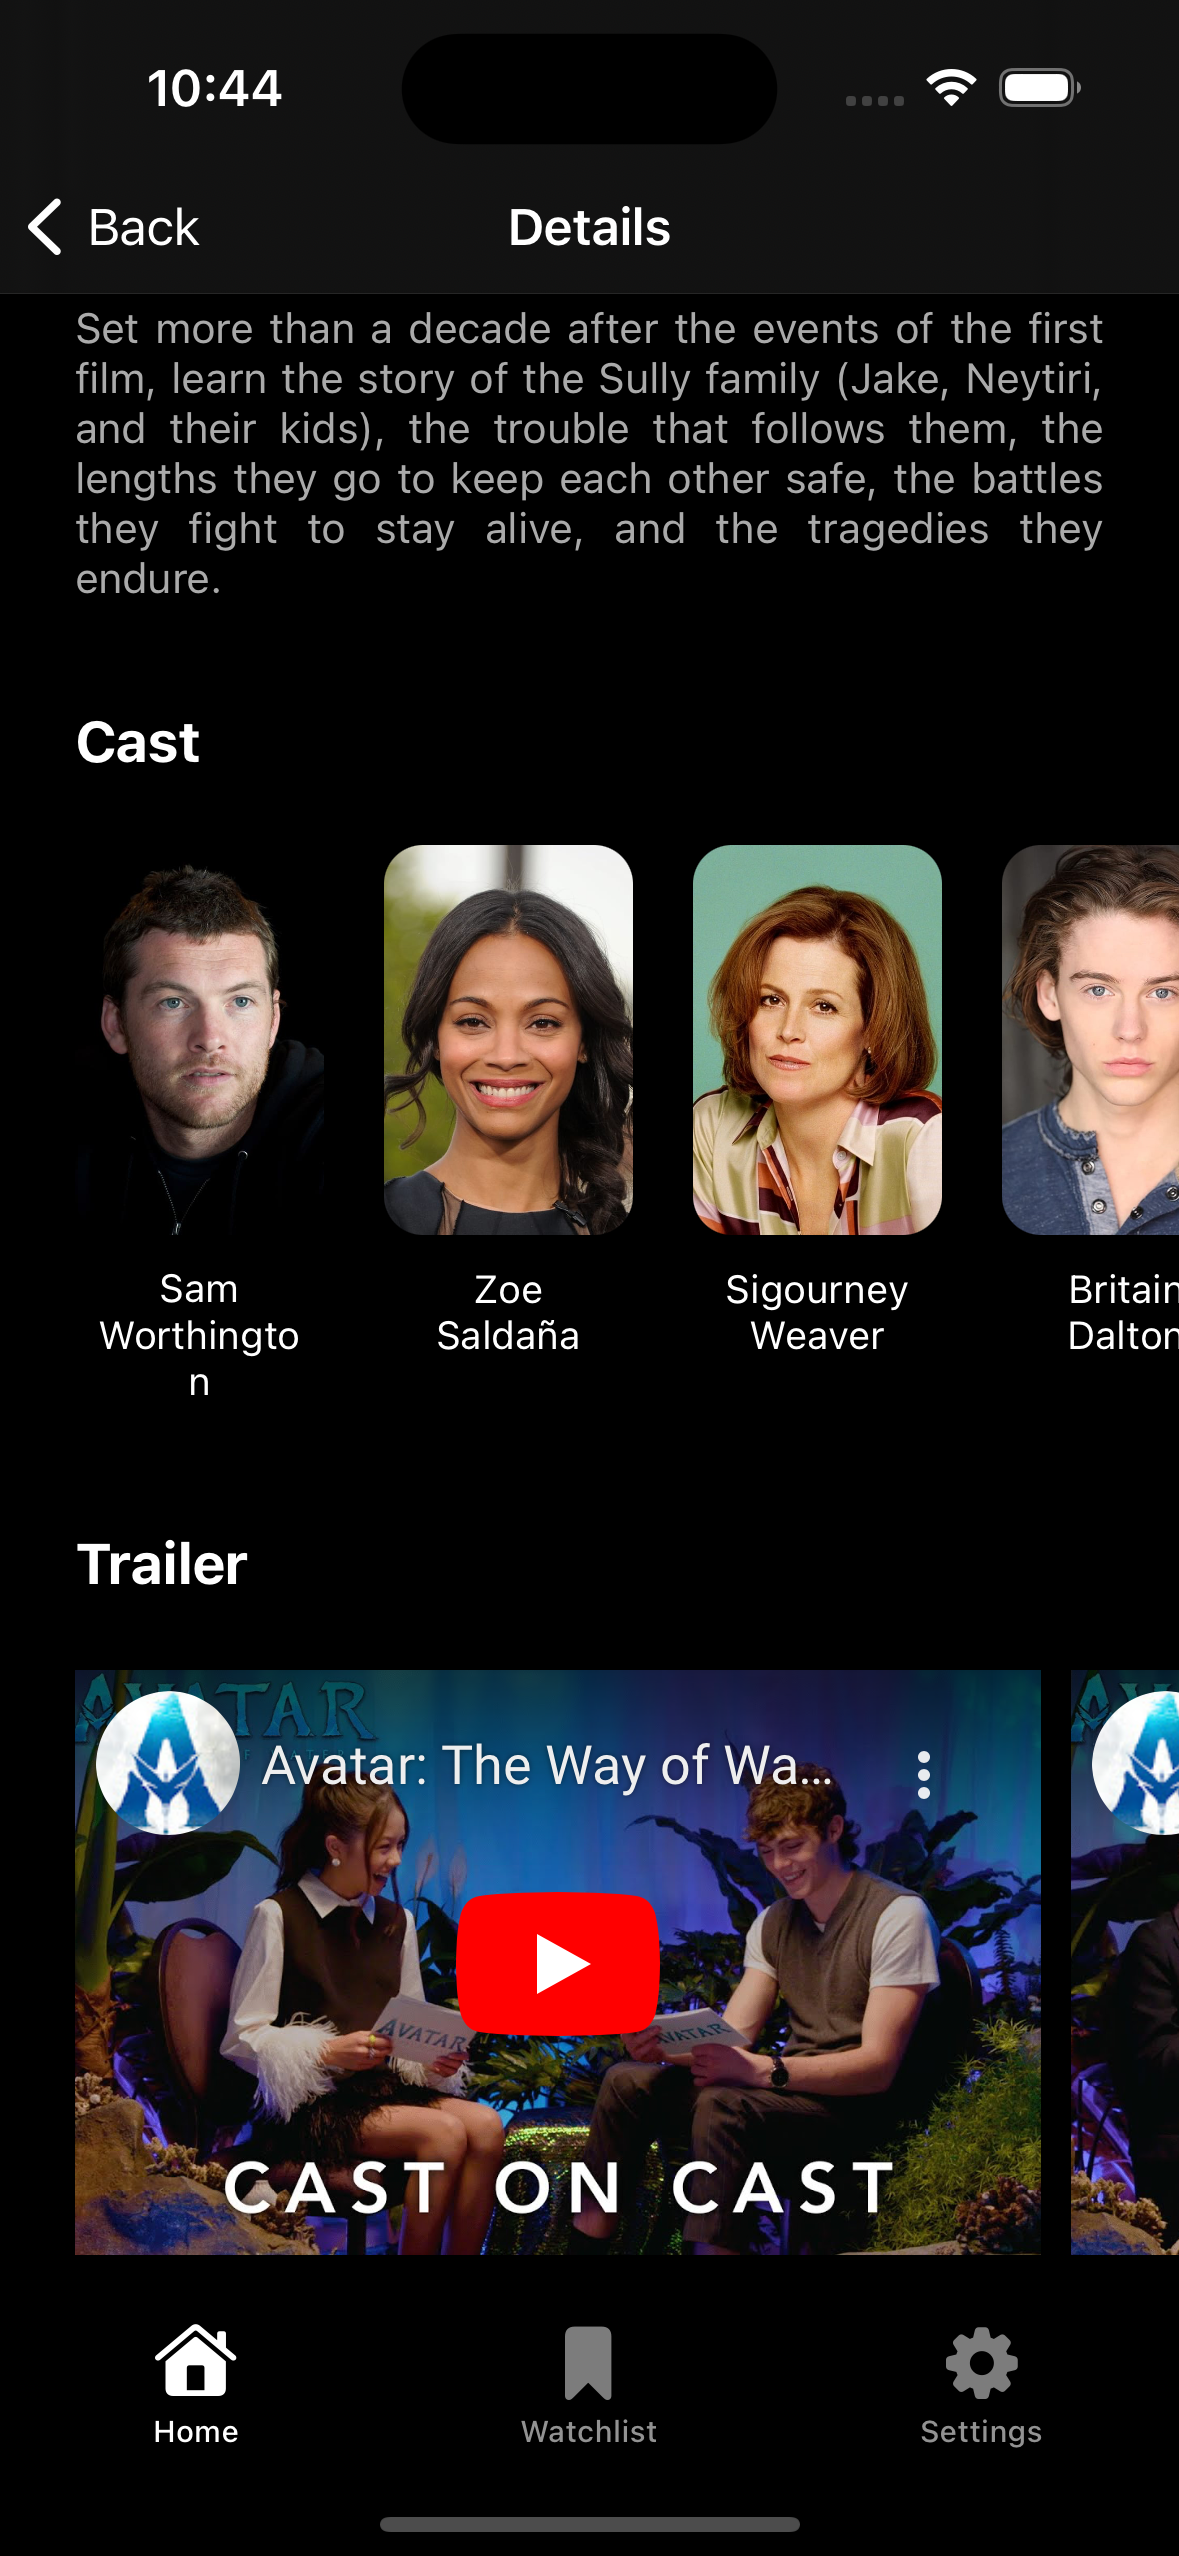 10:44
Back
Details
Set more than a decade after the events of the first
film, learn the story of the Sully family (Jake, Neytiri,
and their kids), the trouble that follows them, the
lengths they go to keep each other safe, the battles
they fight to stay alive, and the tragedies they
endure.
Cast
Sam
Worthingto
n
Zoe
Saldaña
Sigourney
Weaver
Britain
Dalton
Trailer
AVATAR
Avatar: The Way of Wa...
AVATAR
AVATAR
CAST ON CAST
Home
Watchlist
Settings